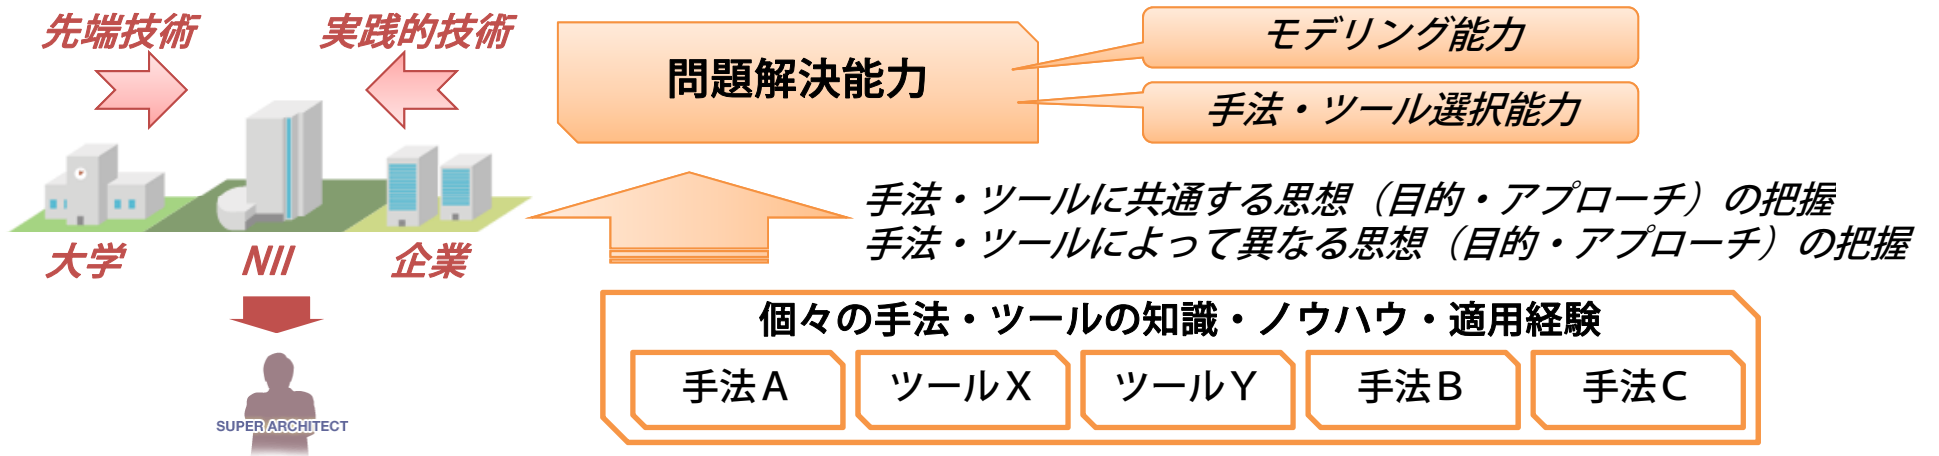 先端技術
実践的技術
大学
NII
企業
SUPER ARCHITECT
問題解決能力
モデリング能力
手法・ツール選択能力
手法・ツールに共通する思想（目的・アプローチ）の把握
手法・ツールによって異なる思想（目的・アプローチ）の把握
個々の手法・ツールの知識・ノウハウ・適用経験
手法Ａ
ツールＸ
ツールＹ
手法Ｂ
手法Ｃ